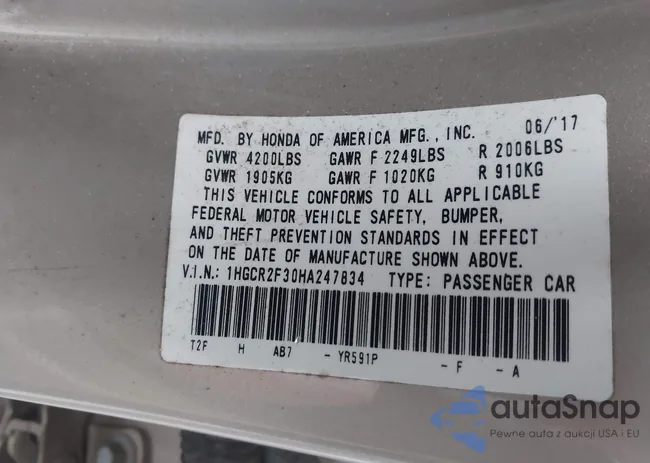 MFD. BY HONDA OF AMERICA MFG., INC. 06/'17
GVWR 4200LBS GAWR F 2249LBS R 2006LBS
GVWR 1905KG GAWR F 1020KG R 910KG
THIS VEHICLE CONFORMS TO ALL APPLICABLE
FEDERAL MOTOR VEHICLE SAFETY, BUMPER,
AND THEFT PREVENTION STANDARDS IN EFFECT
ON THE DATE OF MANUFACTURE SHOWN ABOVE.
V.I.N.: 1HGCR2F30HA247834 TYPE: PASSENGER CAR
T2F H AB7 - YR591P - F - A
autaSnap
Pewne auta z aukcji USA i EU